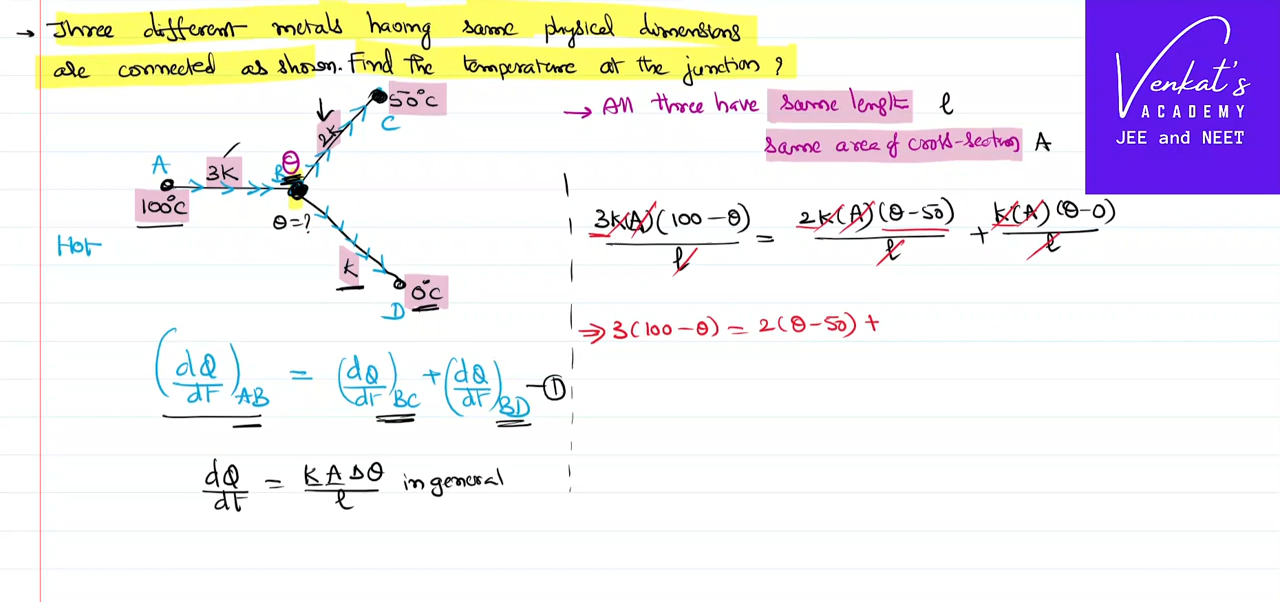 → Three different metals having same physical dimensions
are connected as shown. Find the temperature at the junction ?
Venkat's
ACADEMY
JEE and NEET
→ All three have same length l
same area of cross-section A
50°C
C
2K
A
3K
B
θ
100°C
θ=?
Hot
K
D
0°C
3K(A)(100-θ)/l = 2K(A)(θ-50)/l + K(A)(θ-0)/l
⇒ 3(100-θ) = 2(θ-50) +
(dQ/dT)AB = (dQ/dT)BC + (dQ/dT)BD —①
dQ/dT = KAΔθ/l in general